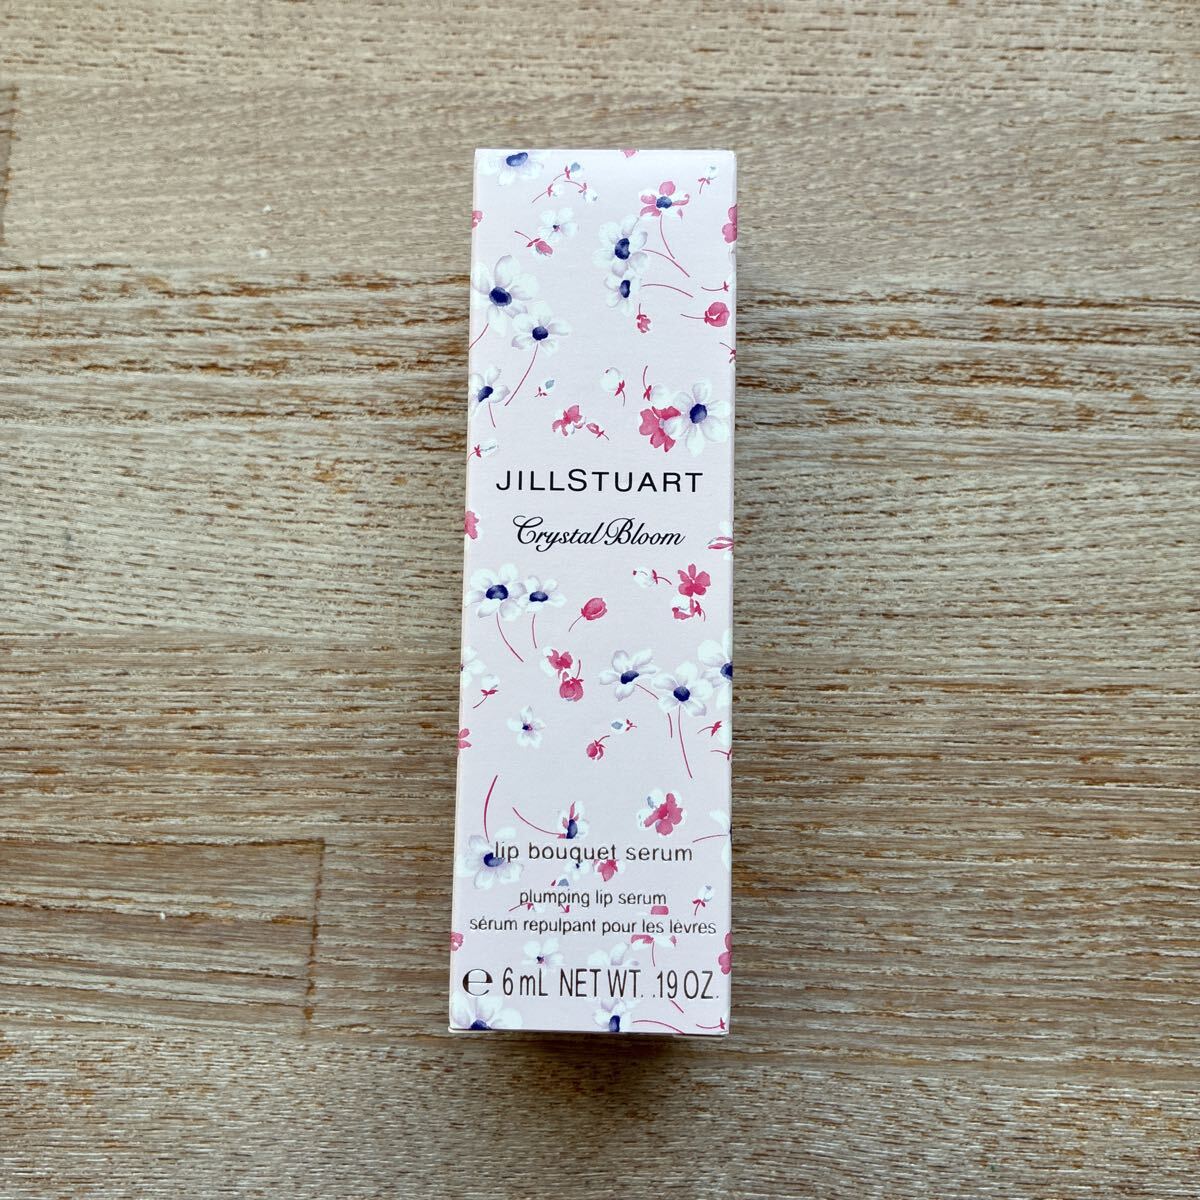 JILLSTUART
Crystal Bloom
lip bouquet serum
plumping lip serum
sérum repulpant pour les lèvres
℮ 6 mL NET WT. .19 OZ.